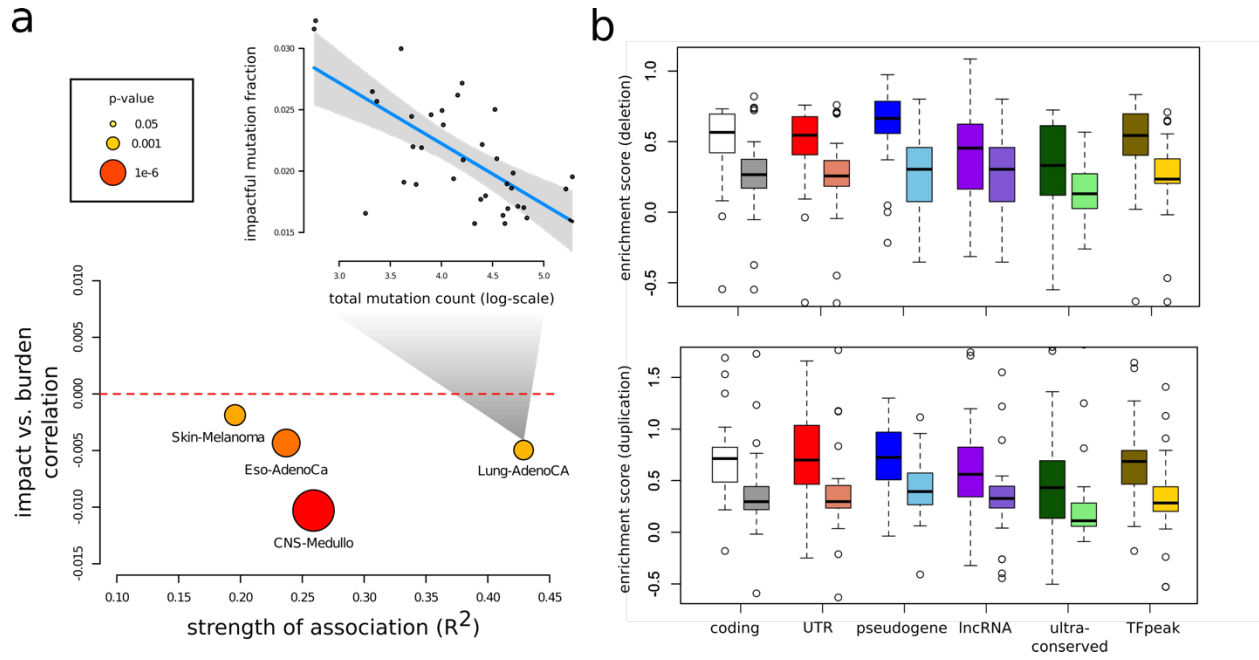 a
p-value
0.05
0.001
1e-6
impactful mutation fraction
0.030
0.025
0.020
0.015
3.0 3.5 4.0 4.5 5.0
total mutation count (log-scale)
impact vs. burden
correlation
0.010
0.005
0.000
-0.005
-0.010
-0.015
Skin-Melanoma
Eso-AdenoCa
Lung-AdenoCA
CNS-Medullo
0.10 0.15 0.20 0.25 0.30 0.35 0.40 0.45
strength of association (R²)
b
enrichment score (deletion)
1.0
0.5
0.0
-0.5
enrichment score (duplication)
1.5
1.0
0.5
0.0
-0.5
coding UTR pseudogene lncRNA ultra- TFpeak
conserved